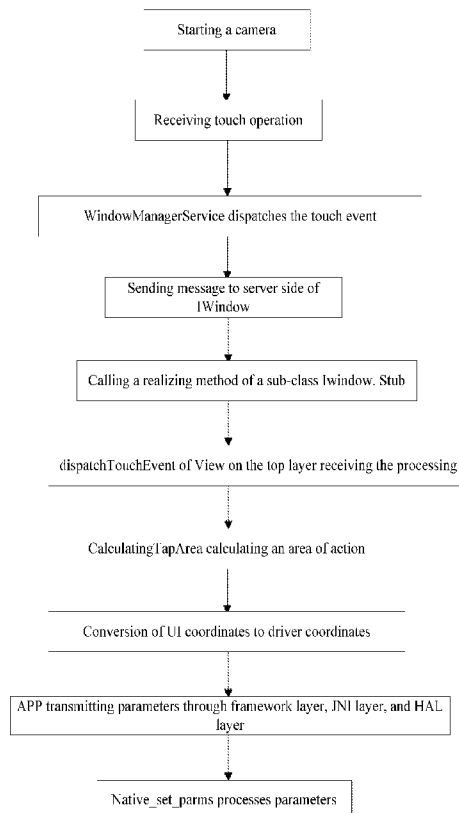 Starting a camera
Receiving touch operation
WindowManagerService dispatches the touch event
Sending message to server side of
IWindow
Calling a realizing method of a sub-class Iwindow. Stub
dispatchTouchEvent of View on the top layer receiving the processing
CalculatingTapArea calculating an area of action
Conversion of UI coordinates to driver coordinates
APP transmitting parameters through framework layer, JNI layer, and HAL
layer
Native_set_parms processes parameters